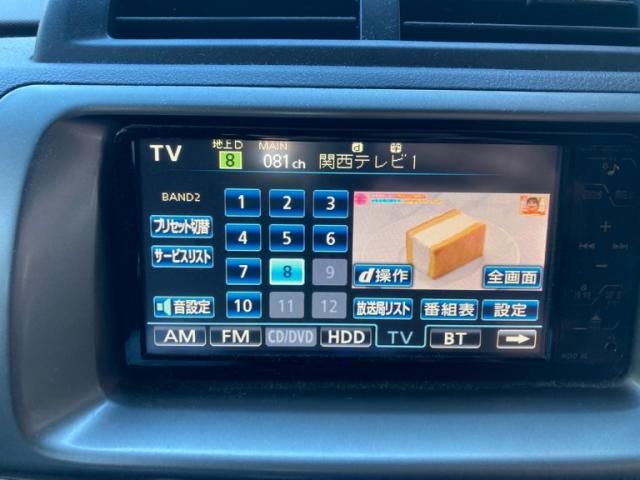 TV 地上D 8 MAIN 081ch 関西テレビ1
BAND2
プリセット切替
サービスリスト
音設定
1 2 3
4 5 6
7 8 9
10 11 12
d操作 全画面
放送局リスト 番組表 設定
AM FM CD/DVD HDD TV BT